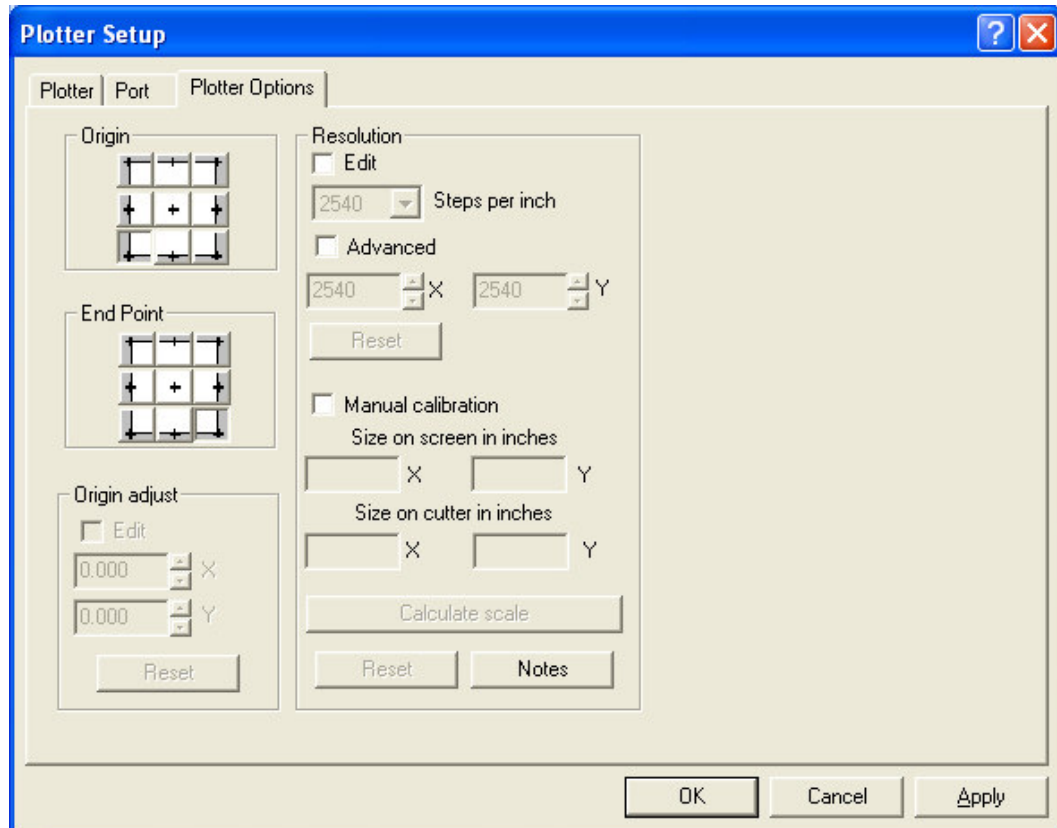 Plotter Setup
Plotter Port Plotter Options
Origin
End Point
Origin adjust
Edit
0.000 X
0.000 Y
Reset
Resolution
Edit
2540 Steps per inch
Advanced
2540 X 2540 Y
Reset
Manual calibration
Size on screen in inches
X Y
Size on cutter in inches
X Y
Calculate scale
Reset Notes
OK Cancel Apply